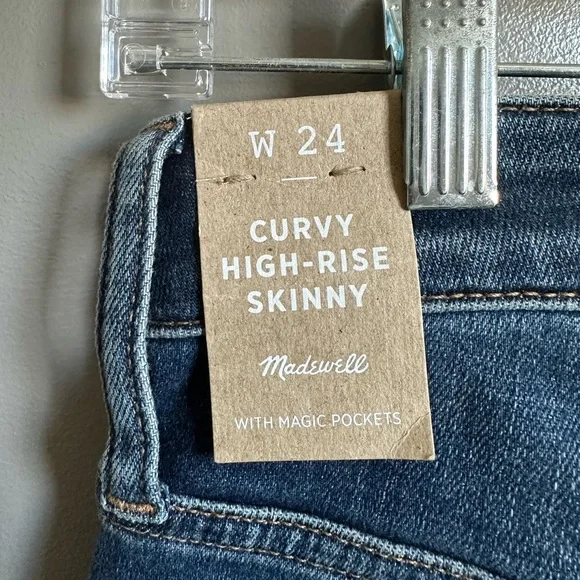 W 24
CURVY
HIGH-RISE
SKINNY
Madewell
WITH MAGIC POCKETS